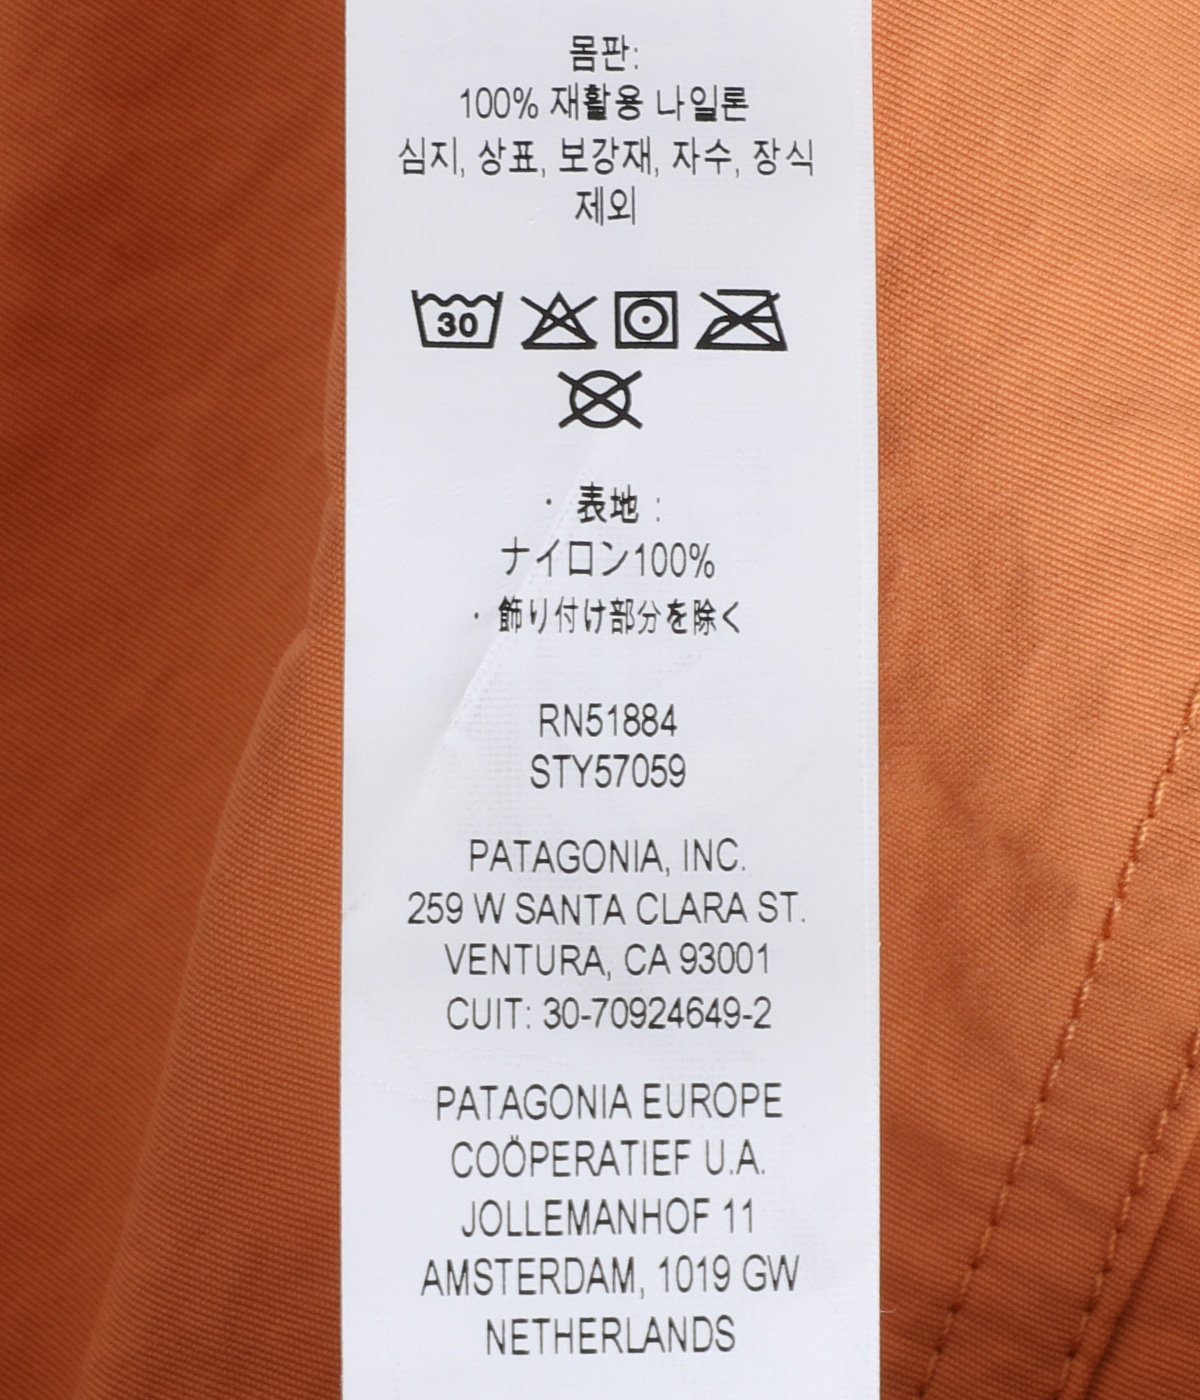 몸판:
100% 재활용 나일론
심지, 상표, 보강재, 자수, 장식
제외
30
・表地：
ナイロン100%
・飾り付け部分を除く
RN51884
STY57059
PATAGONIA, INC.
259 W SANTA CLARA ST.
VENTURA, CA 93001
CUIT: 30-70924649-2
PATAGONIA EUROPE
COÖPERATIEF U.A.
JOLLEMANHOF 11
AMSTERDAM, 1019 GW
NETHERLANDS